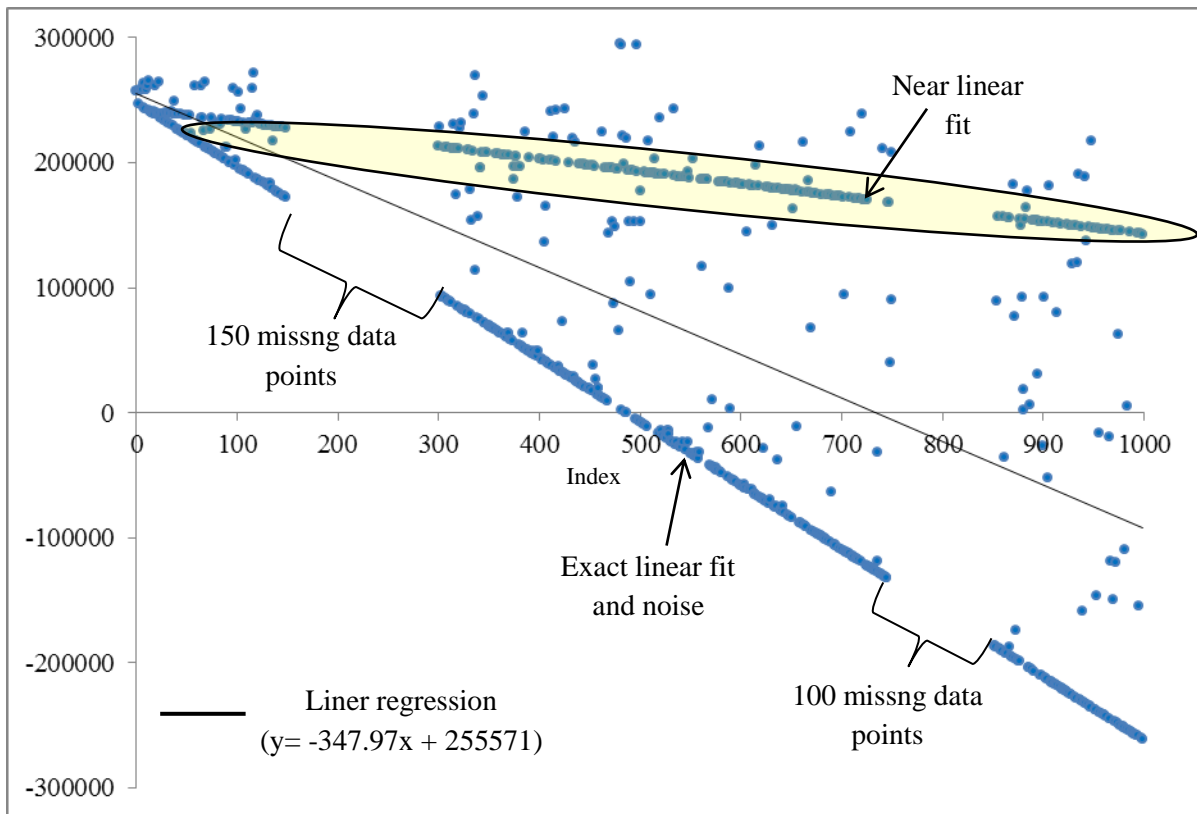 300000
200000
100000
0
-100000
-200000
-300000
0 100 200 300 400 500 600 700 800 900 1000
Index
Near linear
fit
150 missng data
points
Exact linear fit
and noise
100 missng data
points
Liner regression
(y= -347.97x + 255571)